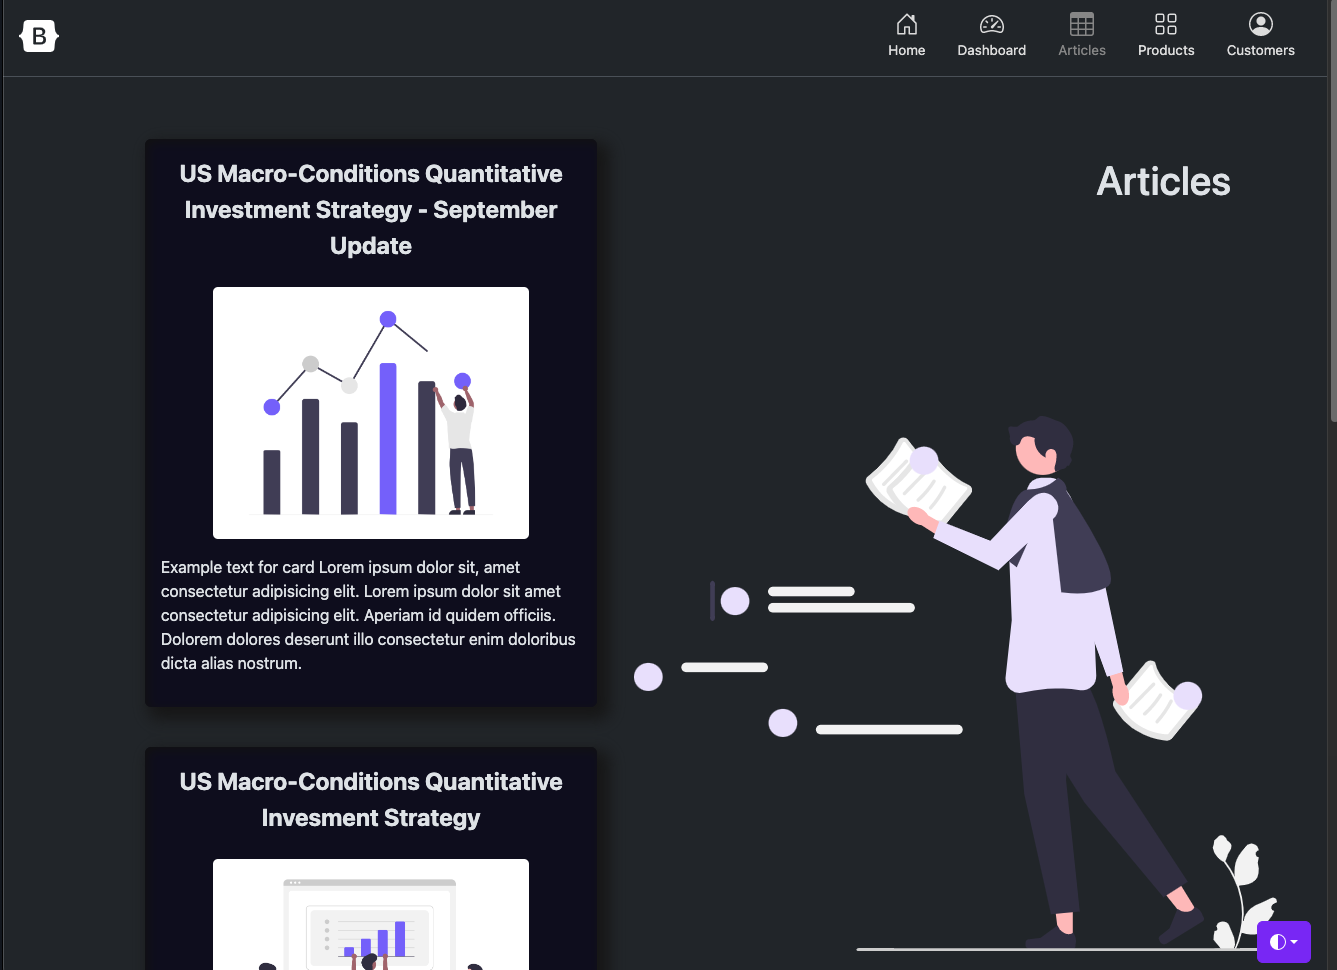 B
Home
Dashboard
Articles
Products
Customers
US Macro-Conditions Quantitative
Investment Strategy - September
Update
Example text for card Lorem ipsum dolor sit, amet
consectetur adipisicing elit. Lorem ipsum dolor sit amet
consectetur adipisicing elit. Aperiam id quidem officiis.
Dolorem dolores deserunt illo consectetur enim doloribus
dicta alias nostrum.
Articles
US Macro-Conditions Quantitative
Invesment Strategy